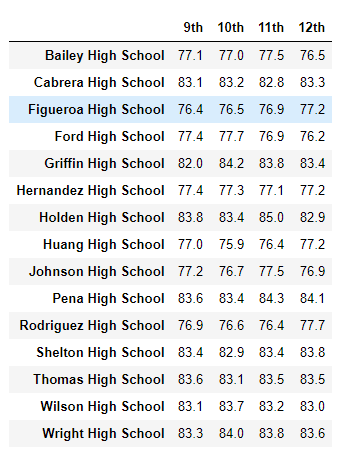 9th 10th 11th 12th
Bailey High School 77.1 77.0 77.5 76.5
Cabrera High School 83.1 83.2 82.8 83.3
Figueroa High School 76.4 76.5 76.9 77.2
Ford High School 77.4 77.7 76.9 76.2
Griffin High School 82.0 84.2 83.8 83.4
Hernandez High School 77.4 77.3 77.1 77.2
Holden High School 83.8 83.4 85.0 82.9
Huang High School 77.0 75.9 76.4 77.2
Johnson High School 77.2 76.7 77.5 76.9
Pena High School 83.6 83.4 84.3 84.1
Rodriguez High School 76.9 76.6 76.4 77.7
Shelton High School 83.4 82.9 83.4 83.8
Thomas High School 83.6 83.1 83.5 83.5
Wilson High School 83.1 83.7 83.2 83.0
Wright High School 83.3 84.0 83.8 83.6